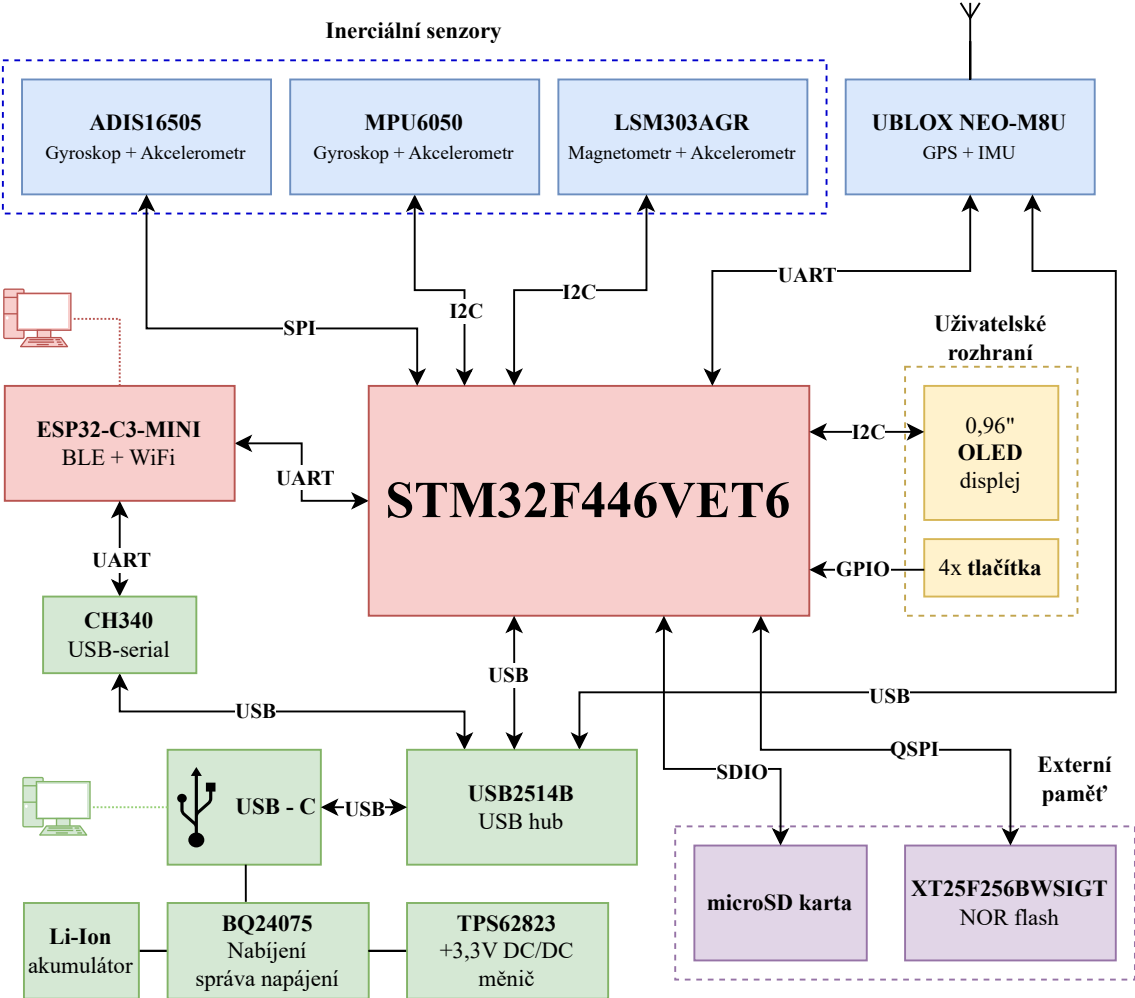 Inerciální senzory
ADIS16505
Gyroskop + Akcelerometr
MPU6050
Gyroskop + Akcelerometr
LSM303AGR
Magnetometr + Akcelerometr
UBLOX NEO-M8U
GPS + IMU
SPI
I2C
I2C
UART
Uživatelské
rozhraní
ESP32-C3-MINI
BLE + WiFi
UART
STM32F446VET6
I2C
0,96"
OLED
displej
GPIO
4x tlačítka
UART
CH340
USB-serial
USB
USB
USB
SDIO
QSPI
Externí
paměť
USB - C
USB
USB2514B
USB hub
microSD karta
XT25F256BWSIGT
NOR flash
Li-Ion
akumulátor
BQ24075
Nabíjení
správa napájení
TPS62823
+3,3V DC/DC
měnič